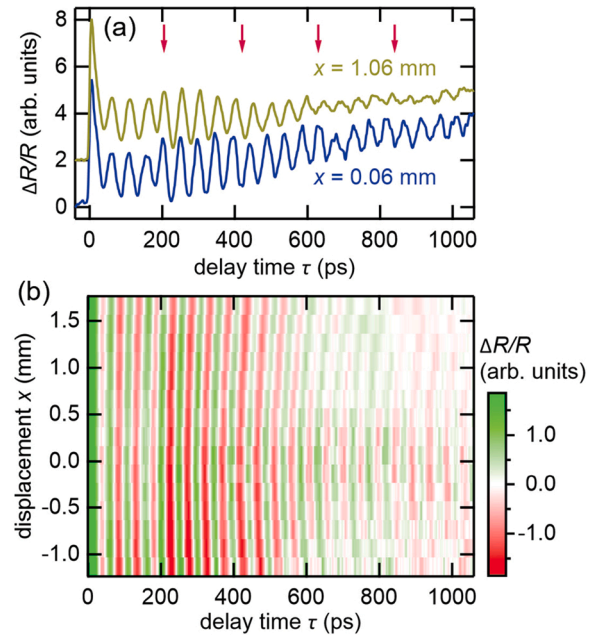 (a)
8
6
4
2
0
ΔR/R (arb. units)
x = 1.06 mm
x = 0.06 mm
0 200 400 600 800 1000
delay time τ (ps)
(b)
1.5
1.0
0.5
0.0
-0.5
-1.0
displacement x (mm)
0 200 400 600 800 1000
delay time τ (ps)
ΔR/R
(arb. units)
1.0
0.0
-1.0